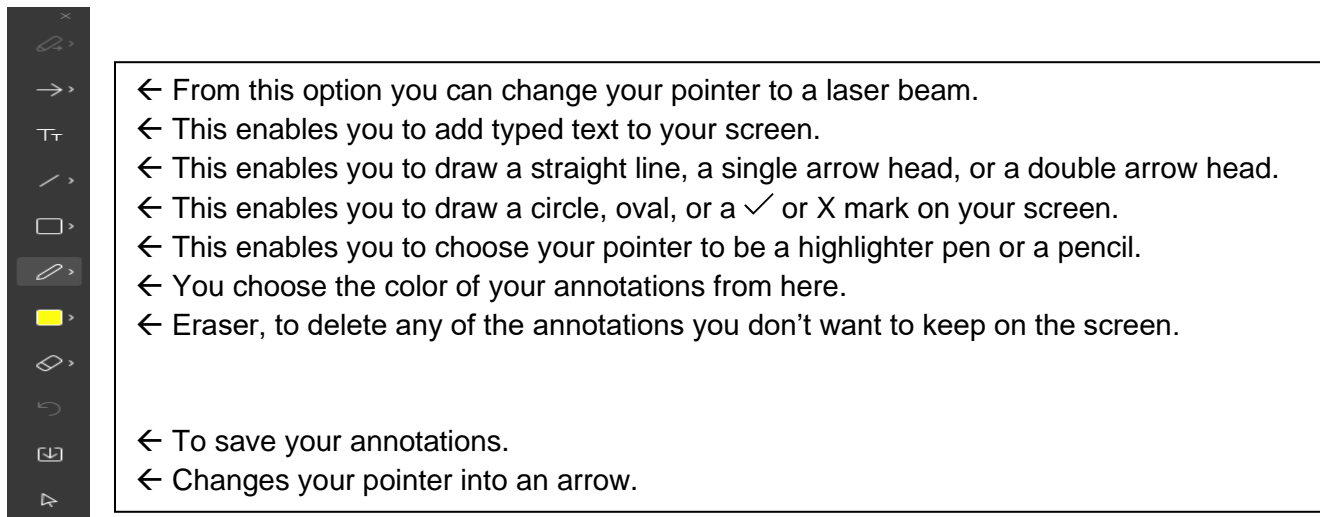 ← From this option you can change your pointer to a laser beam.
← This enables you to add typed text to your screen.
← This enables you to draw a straight line, a single arrow head, or a double arrow head.
← This enables you to draw a circle, oval, or a ✓ or X mark on your screen.
← This enables you to choose your pointer to be a highlighter pen or a pencil.
← You choose the color of your annotations from here.
← Eraser, to delete any of the annotations you don’t want to keep on the screen.
← To save your annotations.
← Changes your pointer into an arrow.